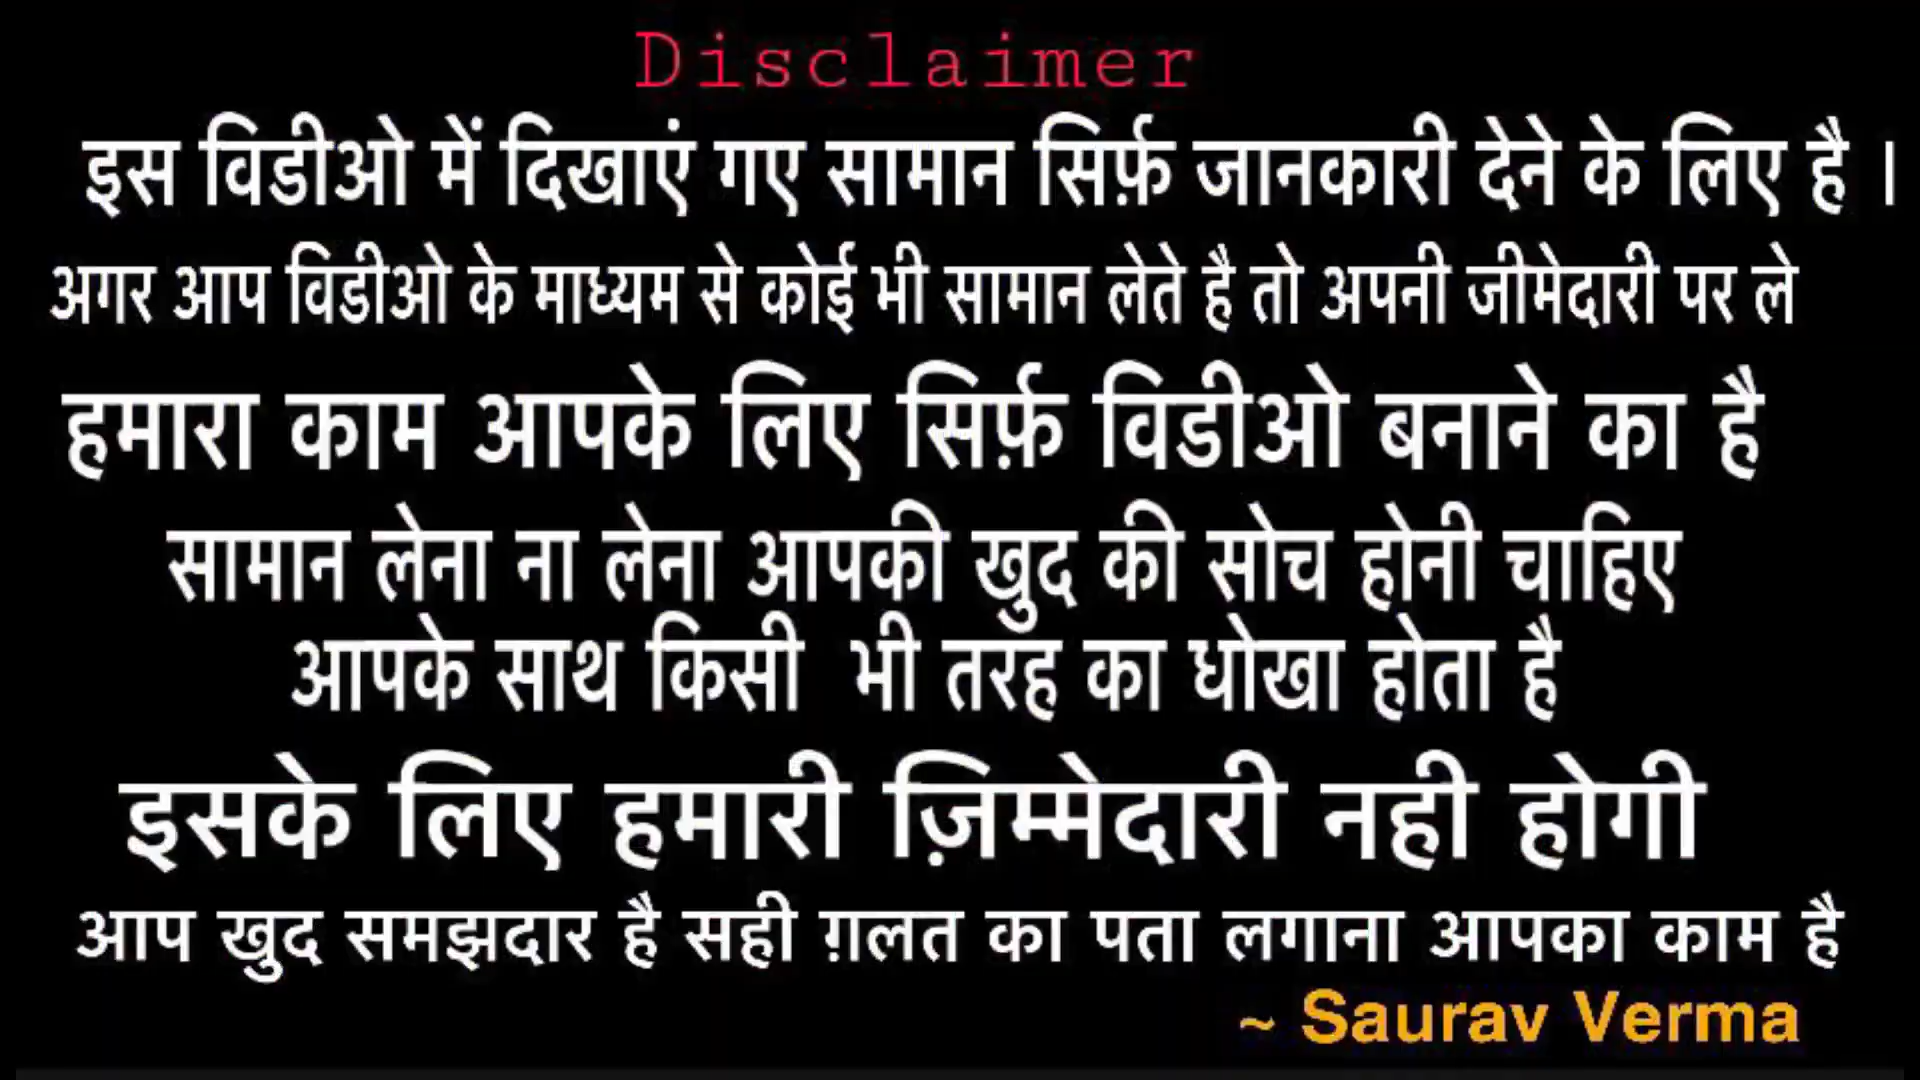 Disclaimer
इस विडीओ में दिखाएं गए सामान सिर्फ़ जानकारी देने के लिए है ।
अगर आप विडीओ के माध्यम से कोई भी सामान लेते है तो अपनी जीमेदारी पर ले
हमारा काम आपके लिए सिर्फ़ विडीओ बनाने का है
सामान लेना ना लेना आपकी खुद की सोच होनी चाहिए
आपके साथ किसी भी तरह का धोखा होता है
इसके लिए हमारी ज़िम्मेदारी नही होगी
आप खुद समझदार है सही ग़लत का पता लगाना आपका काम है
~ Saurav Verma